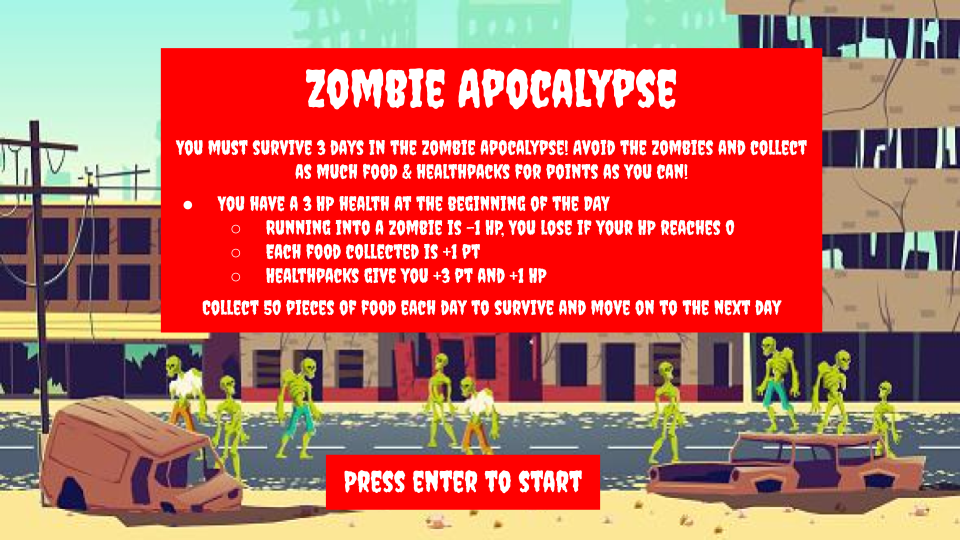 ZOMBIE APOCALYPSE
YOU MUST SURVIVE 3 DAYS IN THE ZOMBIE APOCALYPSE! AVOID THE ZOMBIES AND COLLECT
AS MUCH FOOD & HEALTHPACKS FOR POINTS AS YOU CAN!
● YOU HAVE A 3 HP HEALTH AT THE BEGINNING OF THE DAY
○ RUNNING INTO A ZOMBIE IS -1 HP, YOU LOSE IF YOUR HP REACHES 0
○ EACH FOOD COLLECTED IS +1 PT
○ HEALTHPACKS GIVE YOU +3 PT AND +1 HP
COLLECT 50 PIECES OF FOOD EACH DAY TO SURVIVE AND MOVE ON TO THE NEXT DAY
PRESS ENTER TO START